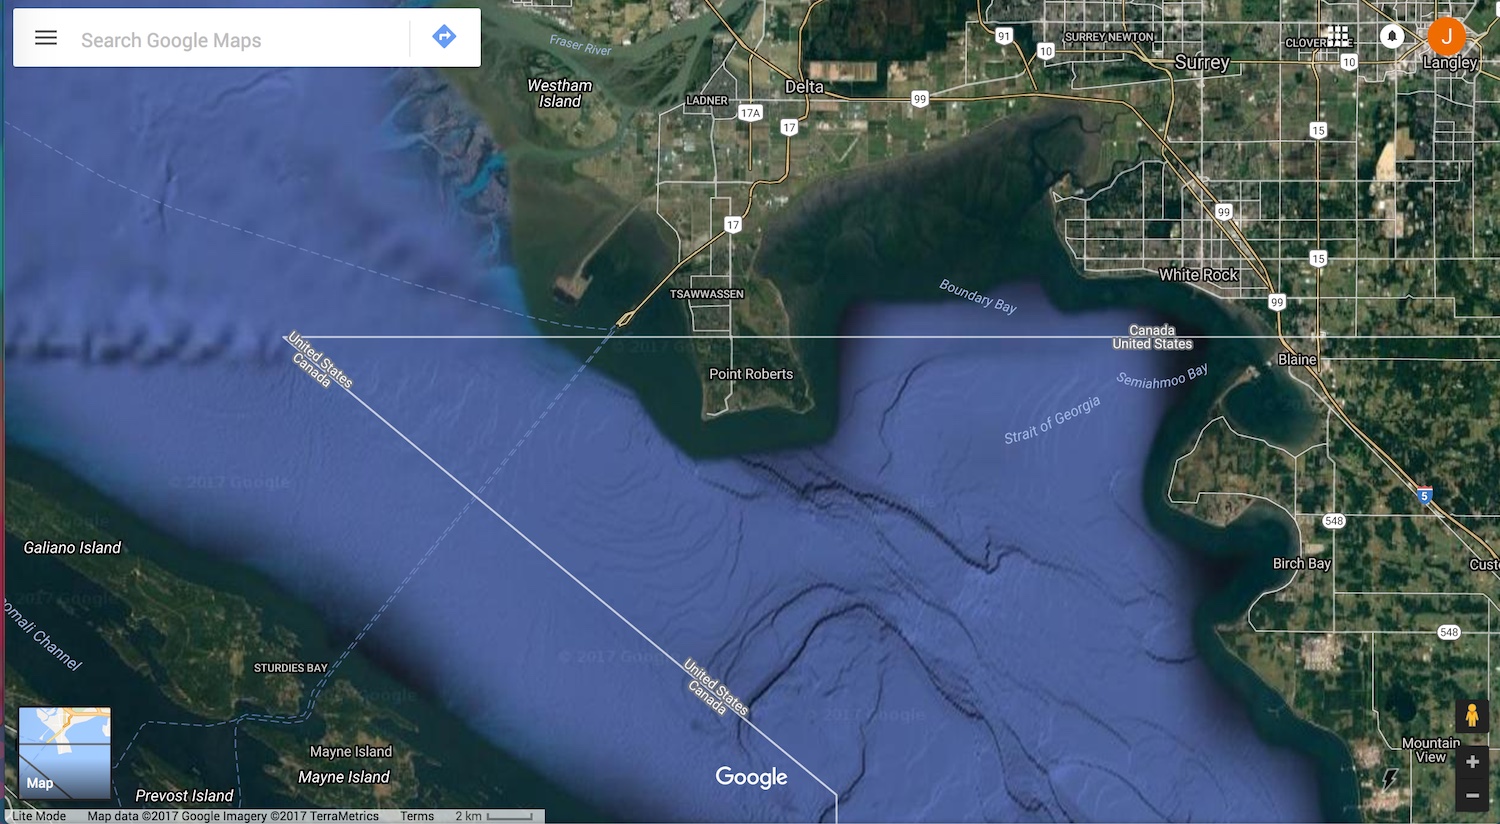 Search Google Maps
J
Fraser River
Westham
Island
LADNER
Delta
91
10
SURREY NEWTON
Surrey
10
Langley
99
17A
17
15
17
99
TSAWWASSEN
15
White Rock
Boundary Bay
99
Canada
United States
United States
Canada
Point Roberts
Blaine
Semiahmoo Bay
Strait of Georgia
© 2017 Google
5
548
Galiano Island
Birch Bay
548
STURDIES BAY
© 2017
United States
Canada
Mayne Island
Mayne Island
Prevost Island
Mountain
View
Map
Google
Lite Mode
Map data ©2017 Google Imagery ©2017 TerraMetrics
Terms
2 km